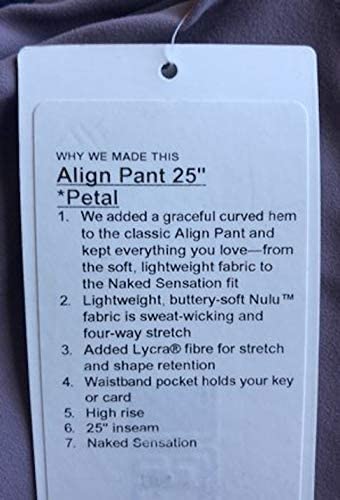 WHY WE MADE THIS
Align Pant 25"
*Petal
1. We added a graceful curved hem
to the classic Align Pant and
kept everything you love—from
the soft, lightweight fabric to
the Naked Sensation fit
2. Lightweight, buttery-soft Nulu™
fabric is sweat-wicking and
four-way stretch
3. Added Lycra® fibre for stretch
and shape retention
4. Waistband pocket holds your key
or card
5. High rise
6. 25" inseam
7. Naked Sensation